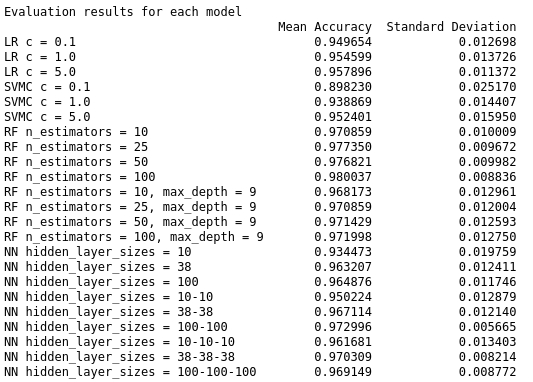 Evaluation results for each model
Mean Accuracy Standard Deviation
LR c = 0.1 0.949654 0.012698
LR c = 1.0 0.954599 0.013726
LR c = 5.0 0.957896 0.011372
SVMC c = 0.1 0.898230 0.025170
SVMC c = 1.0 0.938869 0.014407
SVMC c = 5.0 0.952401 0.015950
RF n_estimators = 10 0.970859 0.010009
RF n_estimators = 25 0.977350 0.009672
RF n_estimators = 50 0.976821 0.009982
RF n_estimators = 100 0.980037 0.008836
RF n_estimators = 10, max_depth = 9 0.968173 0.012961
RF n_estimators = 25, max_depth = 9 0.970859 0.012004
RF n_estimators = 50, max_depth = 9 0.971429 0.012593
RF n_estimators = 100, max_depth = 9 0.971998 0.012750
NN hidden_layer_sizes = 10 0.934473 0.019759
NN hidden_layer_sizes = 38 0.963207 0.012411
NN hidden_layer_sizes = 100 0.964876 0.011746
NN hidden_layer_sizes = 10-10 0.950224 0.012879
NN hidden_layer_sizes = 38-38 0.967114 0.012140
NN hidden_layer_sizes = 100-100 0.972996 0.005665
NN hidden_layer_sizes = 10-10-10 0.961681 0.013403
NN hidden_layer_sizes = 38-38-38 0.970309 0.008214
NN hidden_layer_sizes = 100-100-100 0.969149 0.008772